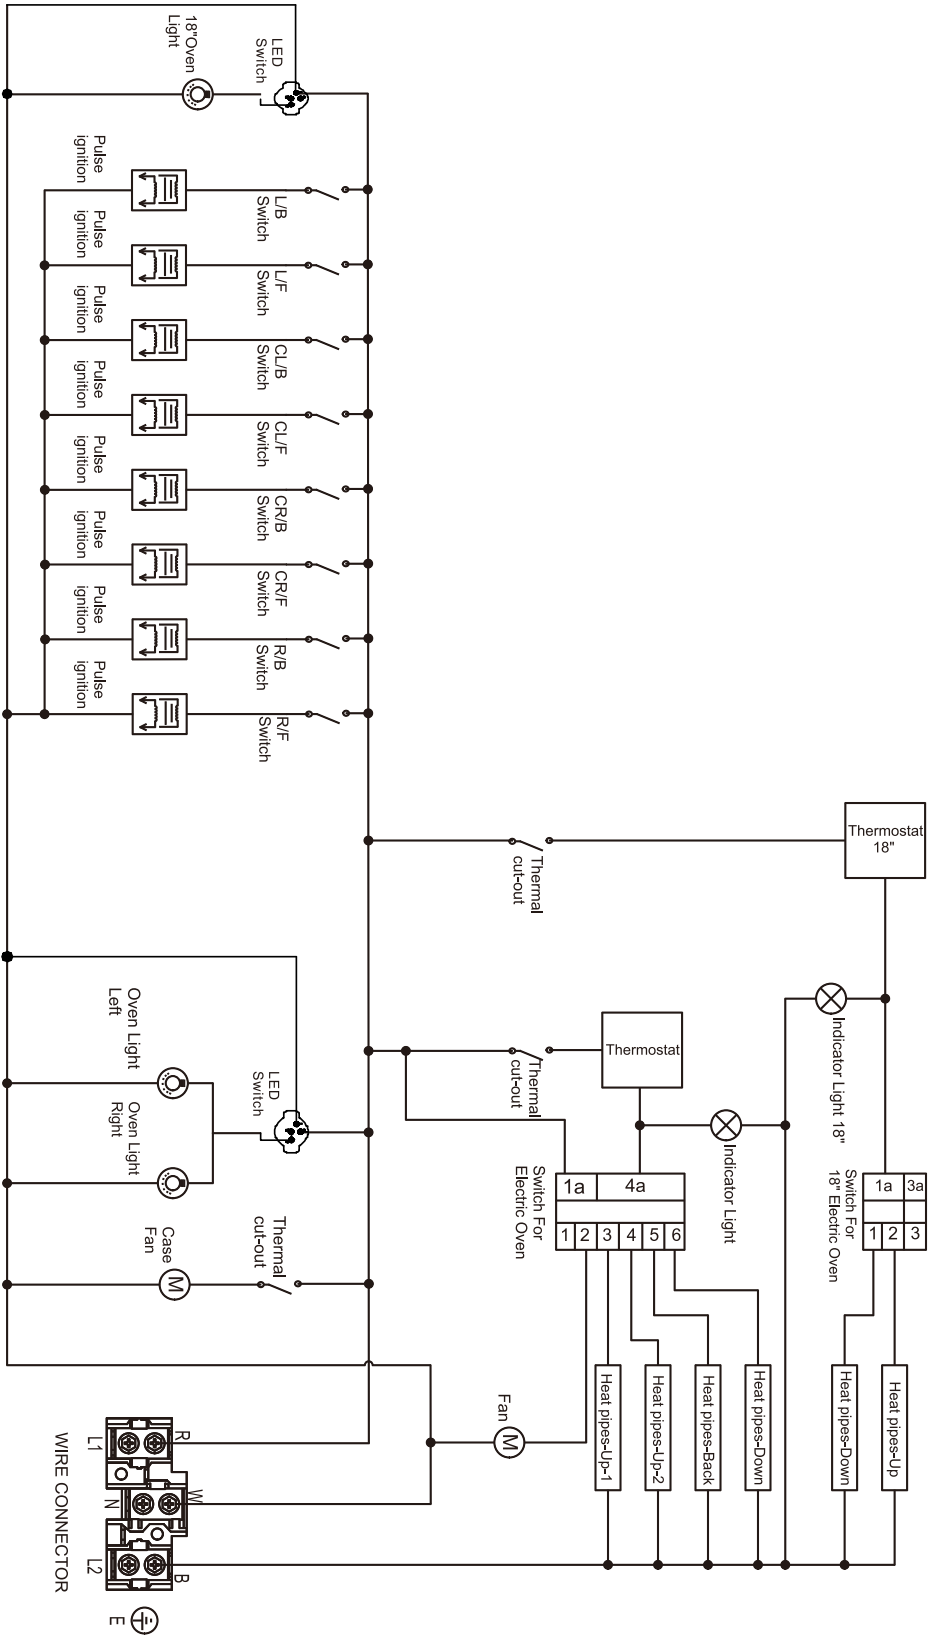 18"Oven
Light
LED
Switch
Pulse
ignition
L/B
Switch
Pulse
ignition
L/F
Switch
Pulse
ignition
CL/B
Switch
Pulse
ignition
CL/F
Switch
Pulse
ignition
CR/B
Switch
Pulse
ignition
CR/F
Switch
Pulse
ignition
R/B
Switch
Pulse
ignition
R/F
Switch
Thermostat
18"
Thermal
cut-out
Indicator Light 18"
Thermostat
Thermal
cut-out
Indicator Light
Oven Light
Left
Oven Light
Right
LED
Switch
Switch For
Electric Oven
1a 4a
1 2 3 4 5 6
Switch For
18" Electric Oven
1a 3a
1 2 3
Case
Fan
M
Thermal
cut-out
Fan
M
Heat pipes-Up-1
Heat pipes-Up-2
Heat pipes-Back
Heat pipes-Down
Heat pipes-Down
Heat pipes-Up
WIRE CONNECTOR
L1 R
N W
L2 B
E